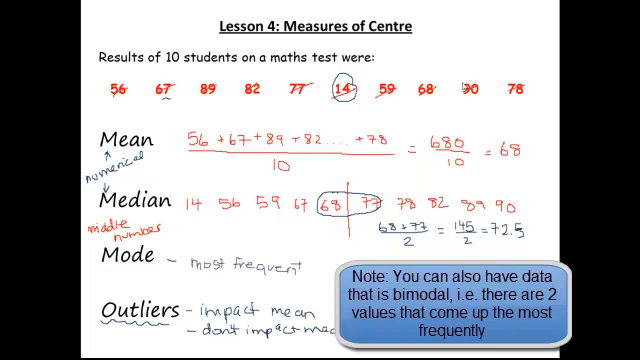 Lesson 4: Measures of Centre
Results of 10 students on a maths test were:
56 67 89 82 77 14 59 68 90 78
Mean 56 + 67 + 89 + 82 .... + 78 / 10 = 680 / 10 = 68
numerical
Median 14 56 59 67 68 77 78 82 89 90
middle number
68 + 77 / 2 = 145 / 2 = 72.5
Mode - most frequent
Outliers - impact mean
- don't impact
Note: You can also have data
that is bimodal, i.e. there are 2
values that come up the most
frequently